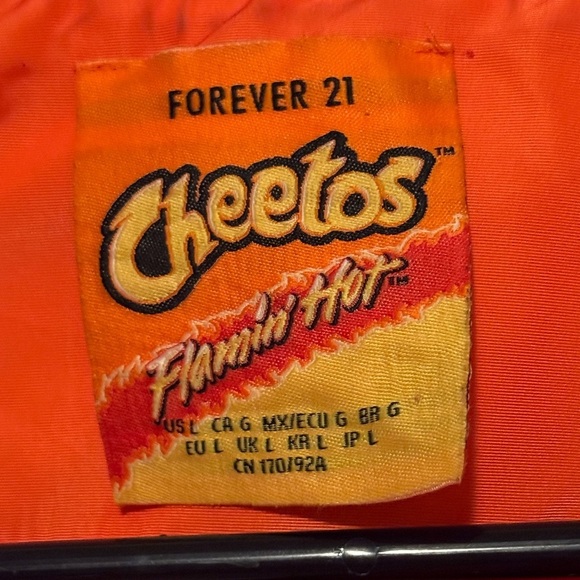 FOREVER 21
Cheetos™
Flamin' Hot™
US L CA G MX/ECU G BR G
EU L UK L KR L JP L
CN 170/92A